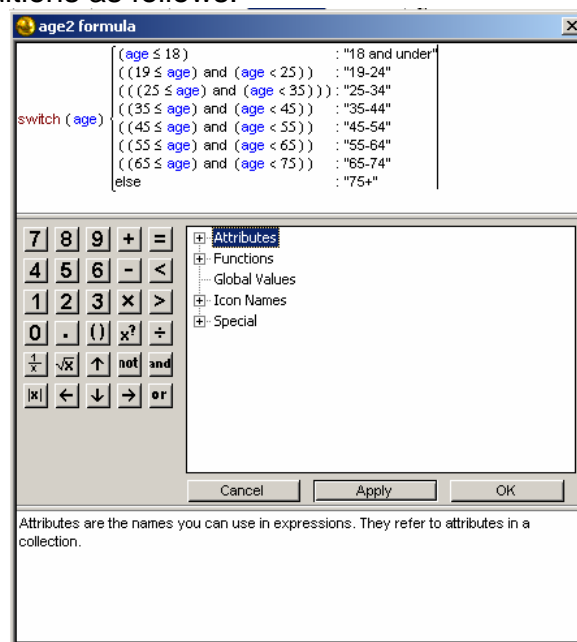 itions as follows:
age2 formula
(age ≤ 18) : "18 and under"
((19 ≤ age) and (age < 25)) : "19-24"
(((25 ≤ age) and (age < 35))) : "25-34"
switch (age) ((35 ≤ age) and (age < 45)) : "35-44"
((45 ≤ age) and (age < 55)) : "45-54"
((55 ≤ age) and (age < 65)) : "55-64"
((65 ≤ age) and (age < 75)) : "65-74"
else : "75+"
7 8 9 + =
4 5 6 - <
1 2 3 × >
0 . () x? ÷
1/x √x ↑ not and
|x| ← ↓ → or
Attributes
Functions
Global Values
Icon Names
Special
Cancel Apply OK
Attributes are the names you can use in expressions. They refer to attributes in a
collection.